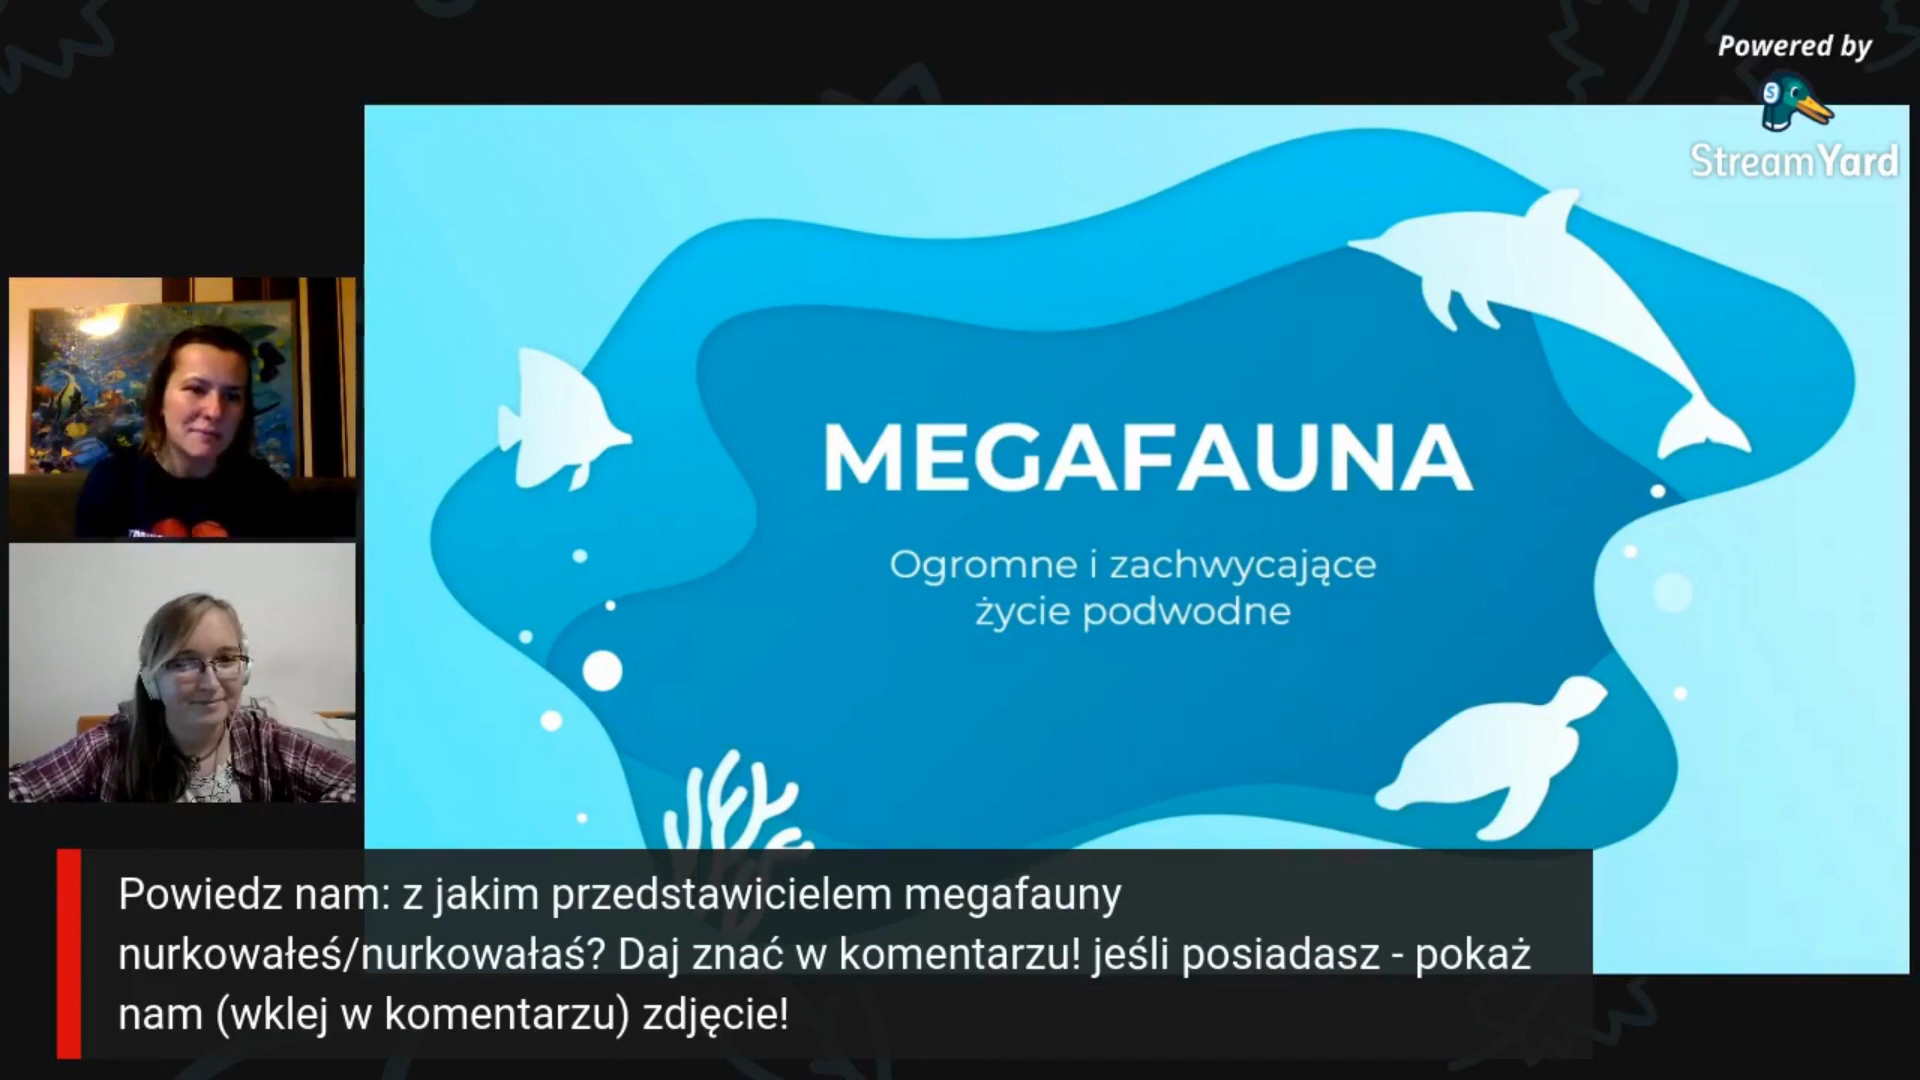 Powered by
StreamYard
MEGAFAUNA
Ogromne i zachwycające
życie podwodne
Powiedz nam: z jakim przedstawicielem megafauny
nurkowałeś/nurkowałaś? Daj znać w komentarzu! jeśli posiadasz - pokaż
nam (wklej w komentarzu) zdjęcie!